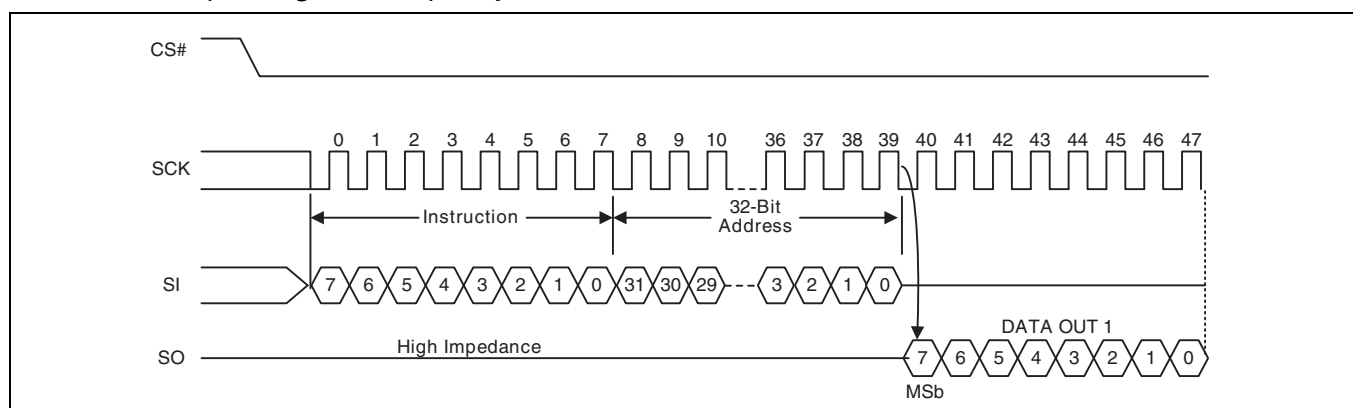 CS#
0 1 2 3 4 5 6 7 8 9 10 36 37 38 39 40 41 42 43 44 45 46 47
SCK
Instruction
32-Bit
Address
SI
7 6 5 4 3 2 1 0 31 30 29 3 2 1 0
DATA OUT 1
High Impedance
SO
7 6 5 4 3 2 1 0
MSb